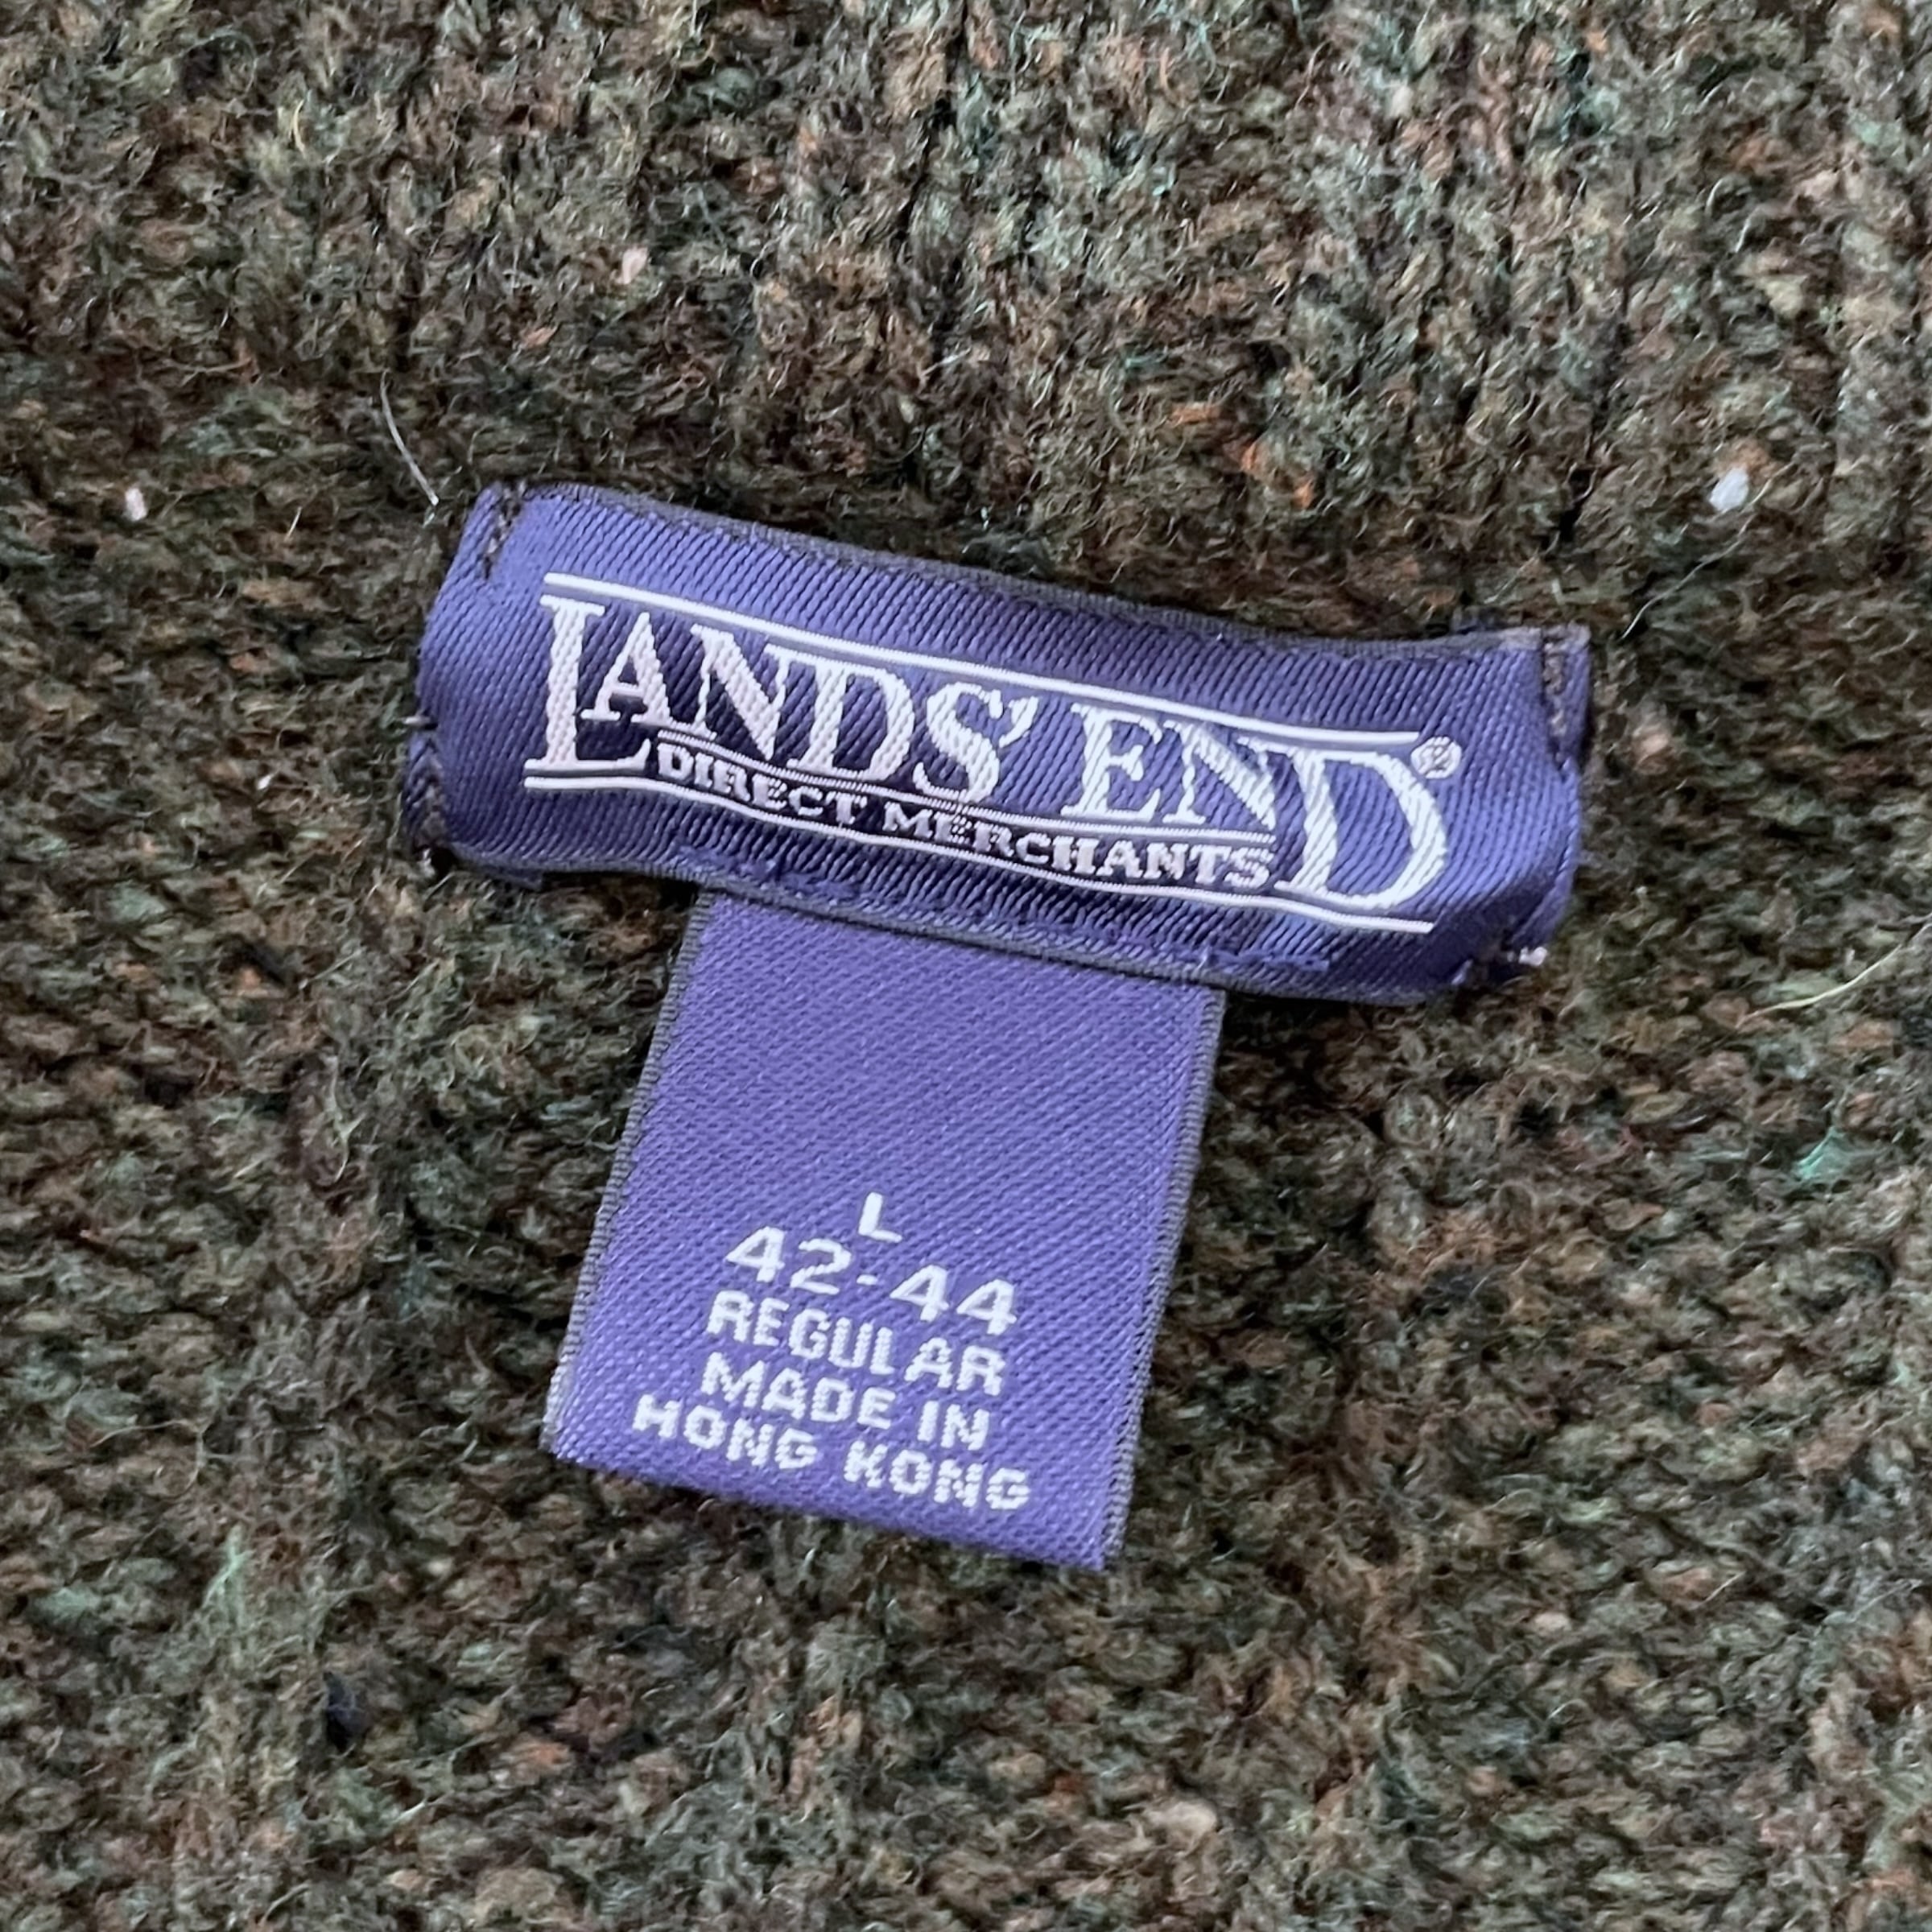 LANDS' END®
DIRECT MERCHANTS
L
42-44
REGULAR
MADE IN
HONG KONG